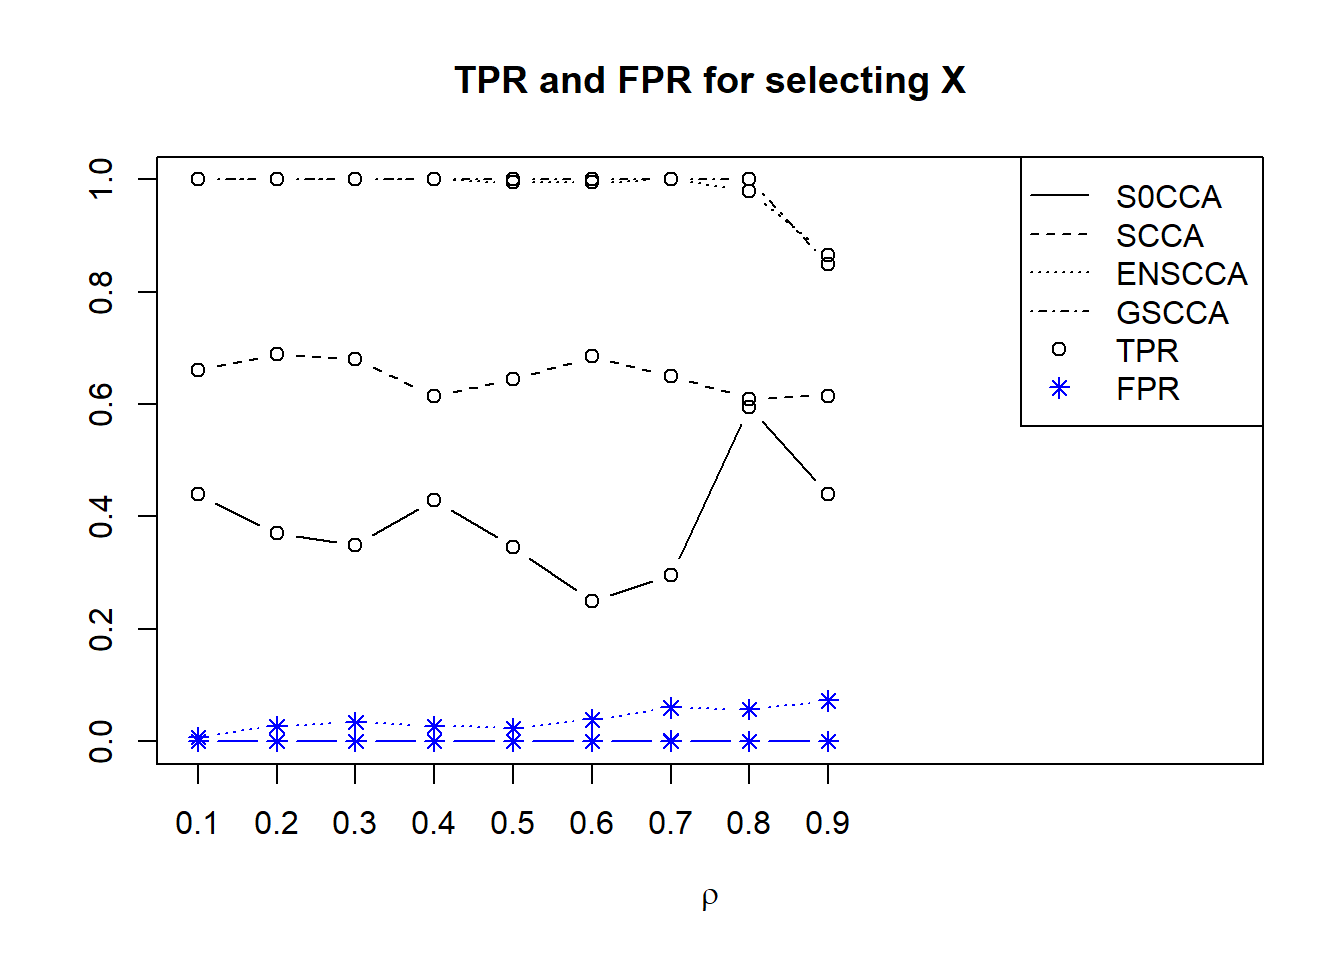 TPR and FPR for selecting X
1.0
0.8
0.6
0.4
0.2
0.0
S0CCA
SCCA
ENSCCA
GSCCA
TPR
FPR
0.1 0.2 0.3 0.4 0.5 0.6 0.7 0.8 0.9
ρ